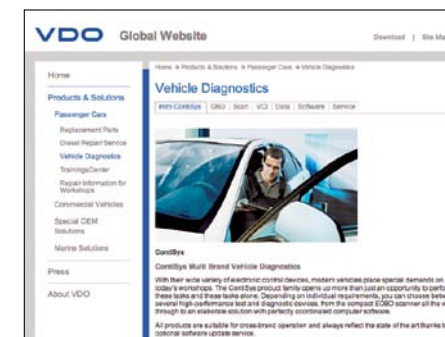 VDO Global Website
Download | Site Ma
Home » Products & Solutions » Passenger Cars » Vehicle Diagnostics
Home
Vehicle Diagnostics
Products & Solutions
Intro ContiSys | OBD | Scan | VCI | Data | Software | Service
Passenger Cars
Replacement Parts
Diesel Repair Service
Vehicle Diagnostics
TrainingsCenter
Repair Information for
Workshops
Commercial Vehicles
Special OEM
Solutions
Marine Solutions
Press
About VDO
ContiSys
ContiSys Multi Brand Vehicle Diagnostics
With their wide variety of electronic control devices, modern vehicles place special demands on
today's workshops. The ContiSys product family opens up more than just an opportunity to perfo
these tasks and these tasks alone. Depending on individual requirements, you can choose betw
several high-performance test and diagnostic devices, from the compact EOBD scanner all the w
through to an elaborate solution with perfectly coordinated computer software.
All products are suitable for cross-brand operation and always reflect the state of the art thanks to
optional software update service.